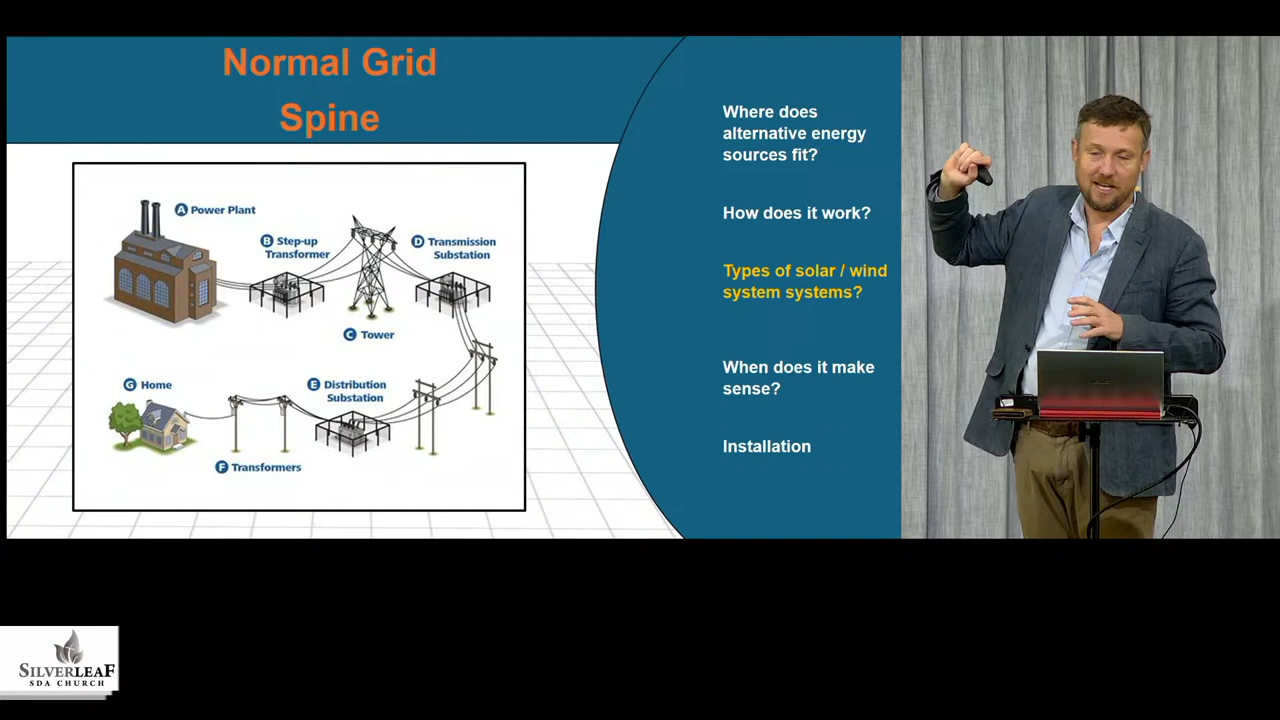 Normal Grid
Spine
A Power Plant
B Step-up
Transformer
D Transmission
Substation
C Tower
G Home
E Distribution
Substation
F Transformers
Where does
alternative energy
sources fit?
How does it work?
Types of solar / wind
system systems?
When does it make
sense?
Installation
SILVERLEAF
SDA CHURCH